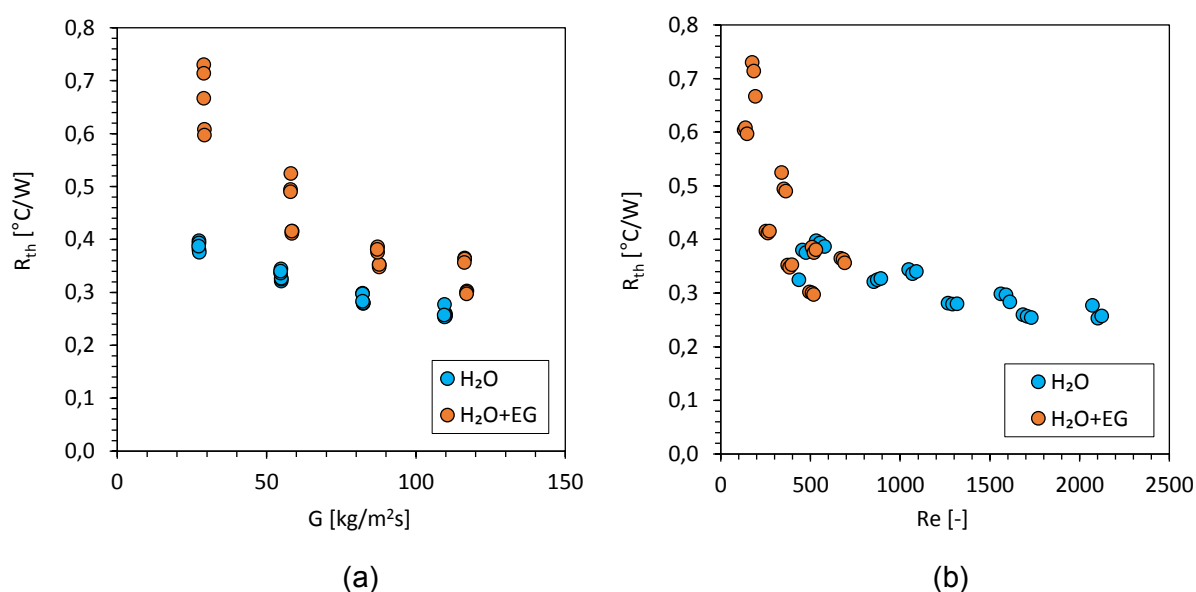 0,8
0,7
0,6
0,5
0,4
0,3
0,2
0,1
0,0
R_th [°C/W]
0 50 100 150
G [kg/m²s]
H₂O
H₂O+EG
(a)
0,8
0,7
0,6
0,5
0,4
0,3
0,2
0,1
0,0
R_th [°C/W]
0 500 1000 1500 2000 2500
Re [-]
H₂O
H₂O+EG
(b)